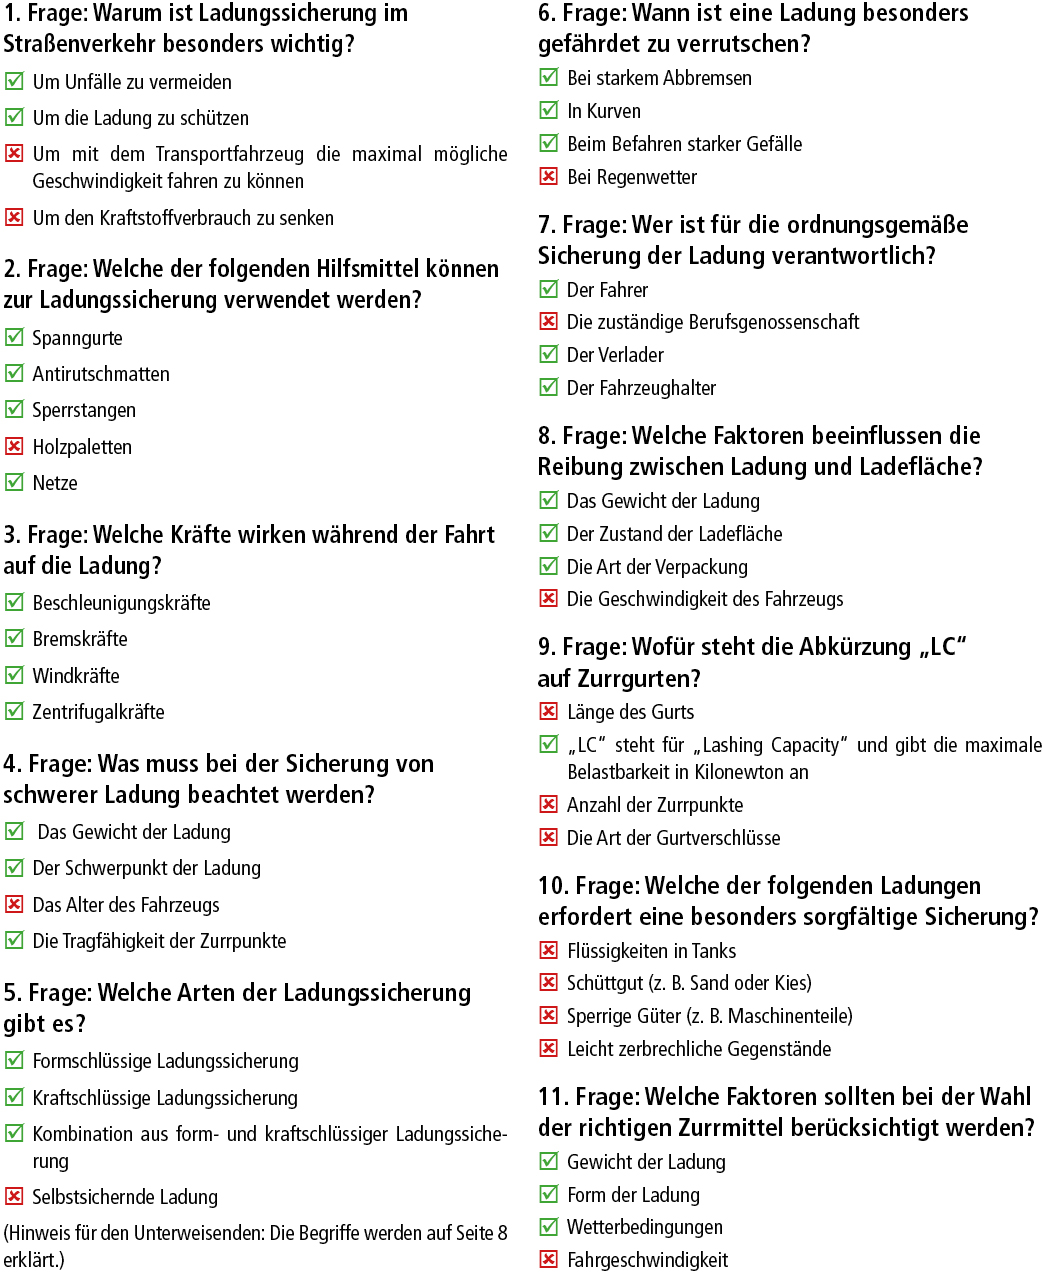 1. Frage: Warum ist Ladungssicherung im
Straßenverkehr besonders wichtig?
Um Unfälle zu vermeiden
Um die Ladung zu schützen
Um mit dem Transportfahrzeug die maximal mögliche
Geschwindigkeit fahren zu können
Um den Kraftstoffverbrauch zu senken
2. Frage: Welche der folgenden Hilfsmittel können
zur Ladungssicherung verwendet werden?
Spanngurte
Antirutschmatten
Sperrstangen
Holzpaletten
Netze
3. Frage: Welche Kräfte wirken während der Fahrt
auf die Ladung?
Beschleunigungskräfte
Bremskräfte
Windkräfte
Zentrifugalkräfte
4. Frage: Was muss bei der Sicherung von
schwerer Ladung beachtet werden?
Das Gewicht der Ladung
Der Schwerpunkt der Ladung
Das Alter des Fahrzeugs
Die Tragfähigkeit der Zurrpunkte
5. Frage: Welche Arten der Ladungssicherung
gibt es?
Formschlüssige Ladungssicherung
Kraftschlüssige Ladungssicherung
Kombination aus form- und kraftschlüssiger Ladungssiche-
rung
Selbstsichernde Ladung
(Hinweis für den Unterweisenden: Die Begriffe werden auf Seite 8
erklärt.)
6. Frage: Wann ist eine Ladung besonders
gefährdet zu verrutschen?
Bei starkem Abbremsen
In Kurven
Beim Befahren starker Gefälle
Bei Regenwetter
7. Frage: Wer ist für die ordnungsgemäße
Sicherung der Ladung verantwortlich?
Der Fahrer
Die zuständige Berufsgenossenschaft
Der Verlader
Der Fahrzeughalter
8. Frage: Welche Faktoren beeinflussen die
Reibung zwischen Ladung und Ladefläche?
Das Gewicht der Ladung
Der Zustand der Ladefläche
Die Art der Verpackung
Die Geschwindigkeit des Fahrzeugs
9. Frage: Wofür steht die Abkürzung „LC“
auf Zurrgurten?
Länge des Gurts
„LC“ steht für „Lashing Capacity“ und gibt die maximale
Belastbarkeit in Kilonewton an
Anzahl der Zurrpunkte
Die Art der Gurtverschlüsse
10. Frage: Welche der folgenden Ladungen
erfordert eine besonders sorgfältige Sicherung?
Flüssigkeiten in Tanks
Schüttgut (z. B. Sand oder Kies)
Sperrige Güter (z. B. Maschinenteile)
Leicht zerbrechliche Gegenstände
11. Frage: Welche Faktoren sollten bei der Wahl
der richtigen Zurrmittel berücksichtigt werden?
Gewicht der Ladung
Form der Ladung
Wetterbedingungen
Fahrgeschwindigkeit